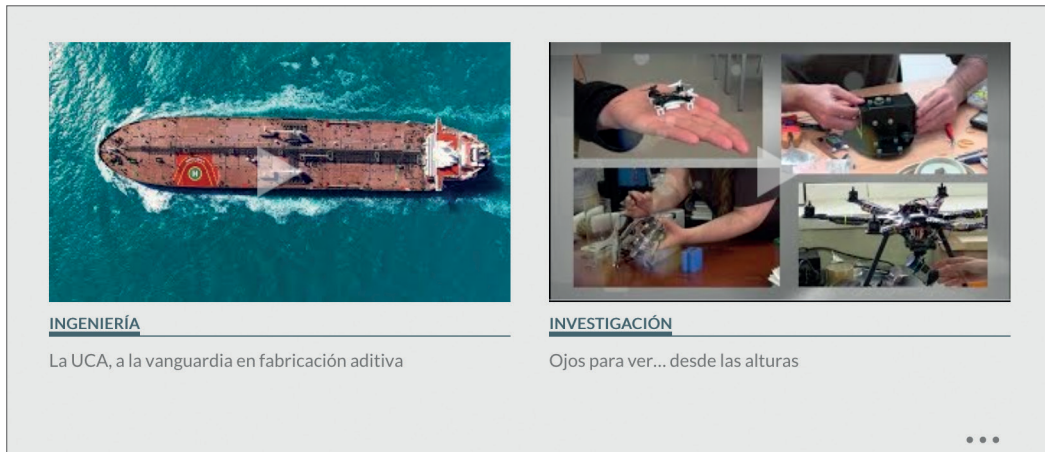 H
INGENIERÍA
La UCA, a la vanguardia en fabricación aditiva
INVESTIGACIÓN
Ojos para ver... desde las alturas